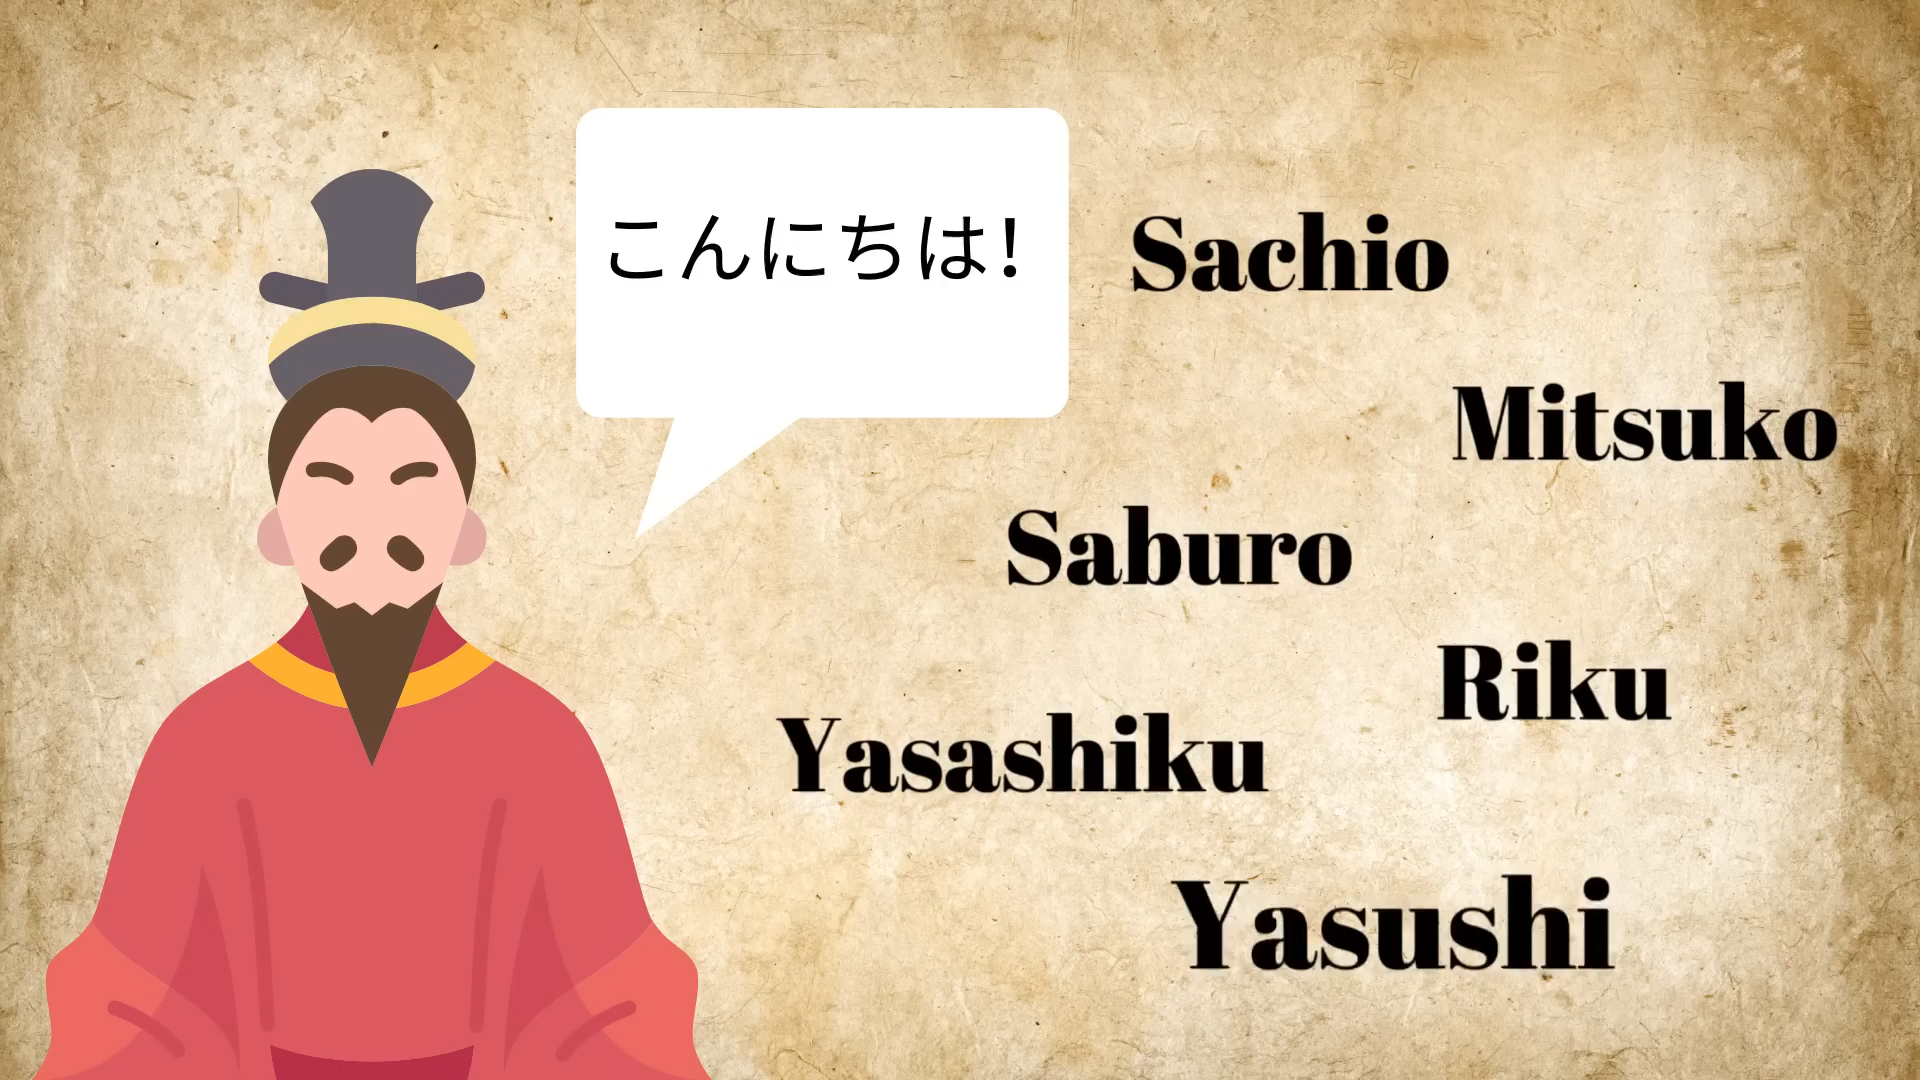 こんにちは!
Sachio
Mitsuko
Saburo
Riku
Yasashiku
Yasushi